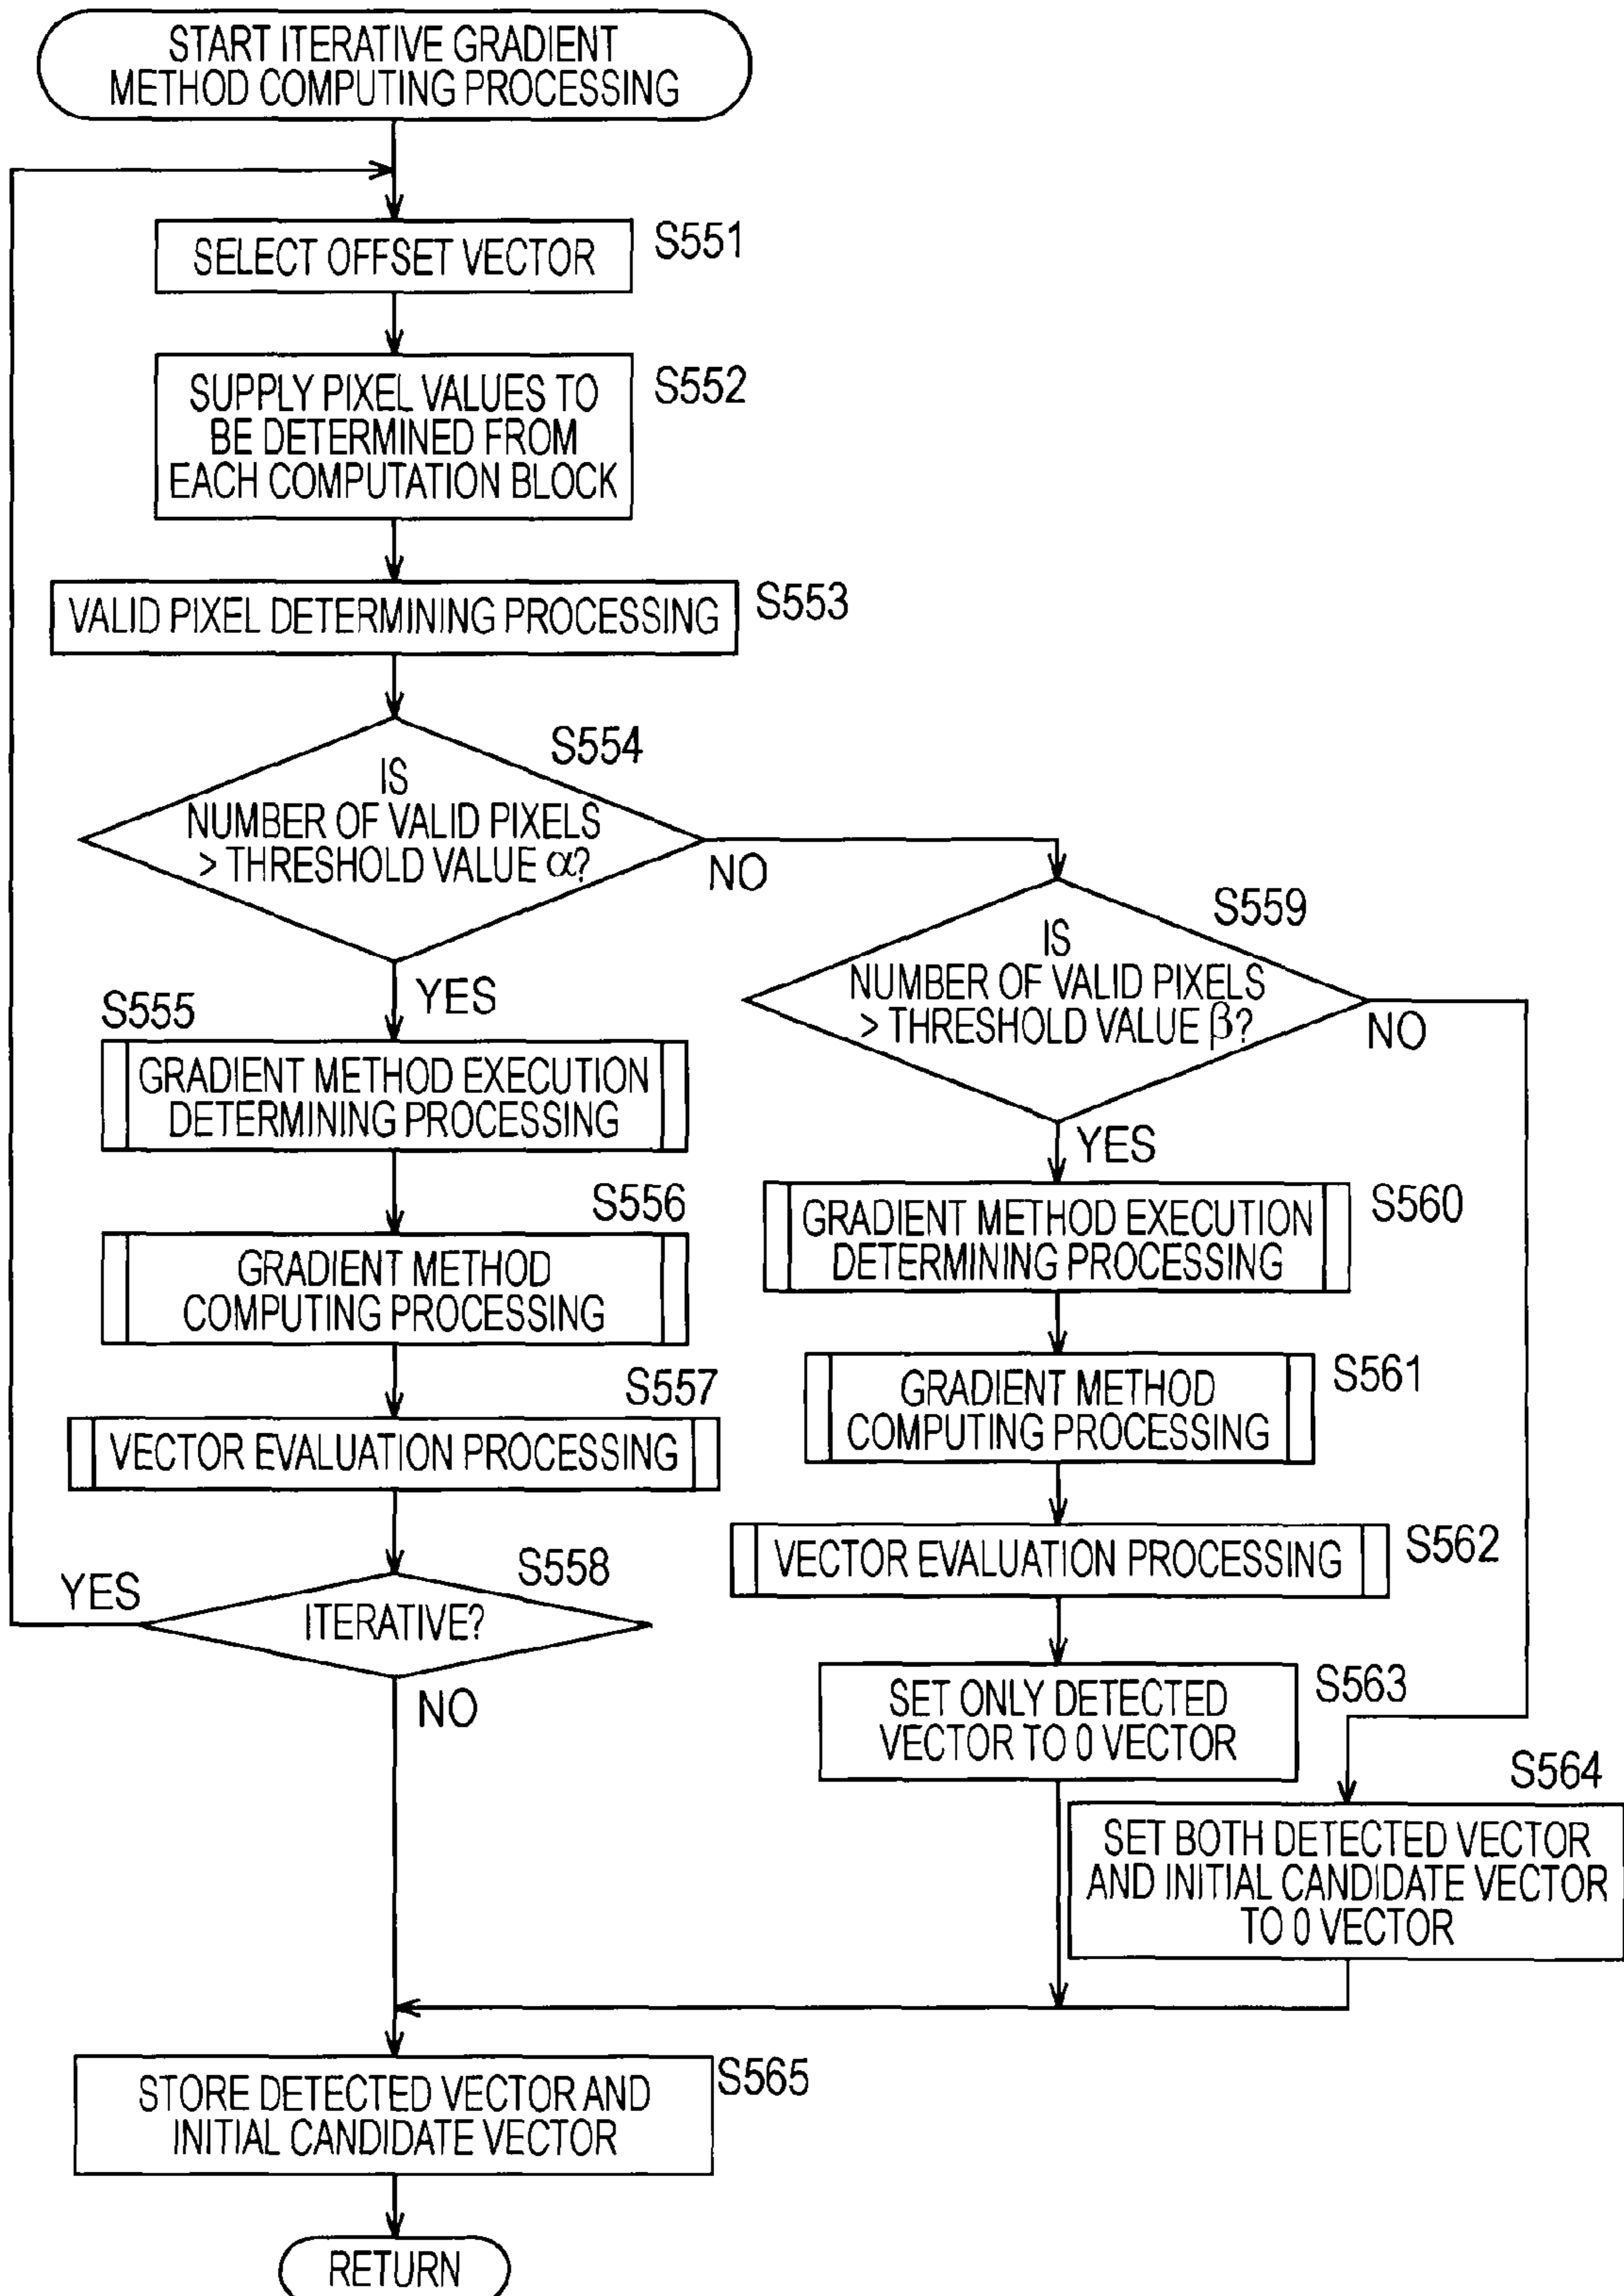 START ITERATIVE GRADIENT
METHOD COMPUTING PROCESSING
SELECT OFFSET VECTOR
S551
SUPPLY PIXEL VALUES TO
BE DETERMINED FROM
EACH COMPUTATION BLOCK
S552
VALID PIXEL DETERMINING PROCESSING
S553
S554
IS
NUMBER OF VALID PIXELS
> THRESHOLD VALUE α?
NO
YES
S555
GRADIENT METHOD EXECUTION
DETERMINING PROCESSING
S556
GRADIENT METHOD
COMPUTING PROCESSING
S557
VECTOR EVALUATION PROCESSING
S558
YES
ITERATIVE?
NO
S559
IS
NUMBER OF VALID PIXELS
> THRESHOLD VALUE β?
NO
YES
S560
GRADIENT METHOD EXECUTION
DETERMINING PROCESSING
S561
GRADIENT METHOD
COMPUTING PROCESSING
S562
VECTOR EVALUATION PROCESSING
S563
SET ONLY DETECTED
VECTOR TO 0 VECTOR
S564
SET BOTH DETECTED VECTOR
AND INITIAL CANDIDATE VECTOR
TO 0 VECTOR
S565
STORE DETECTED VECTOR AND
INITIAL CANDIDATE VECTOR
RETURN